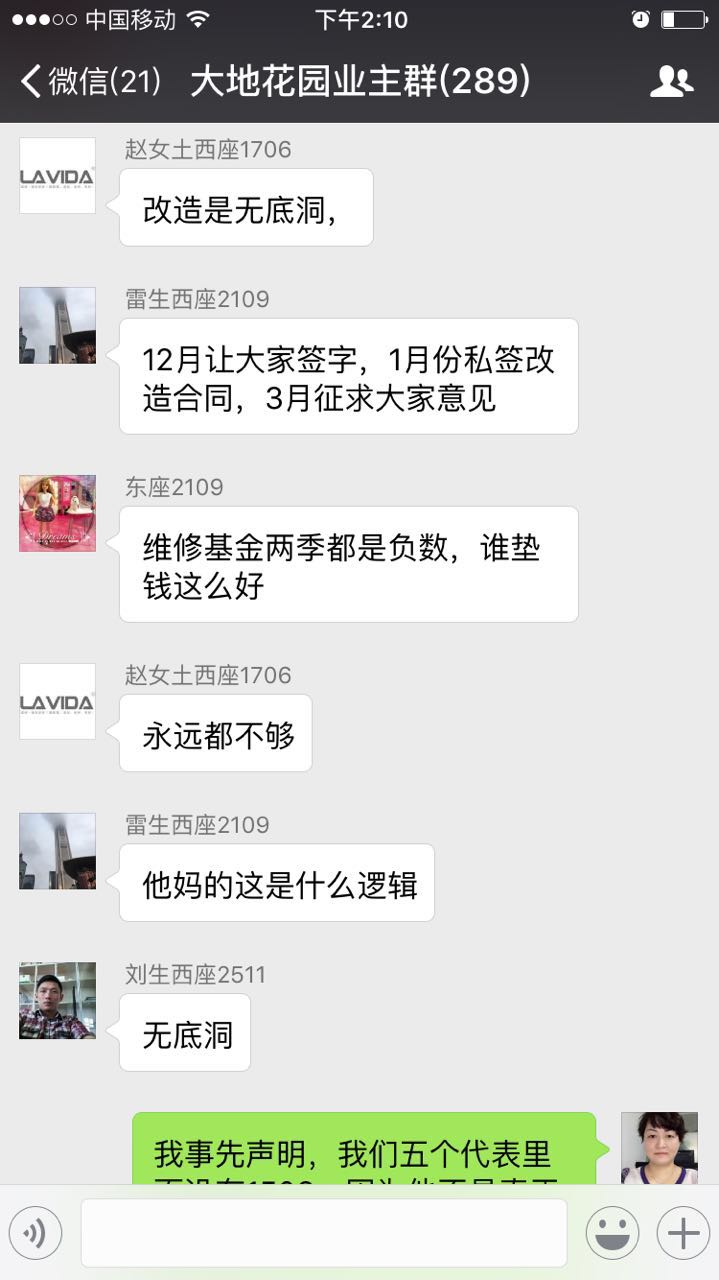 中国移动
下午2:10
微信(21)
大地花园业主群(289)
赵女土西座1706
LAVIDA
改造是无底洞，
雷生西座2109
12月让大家签字，1月份私签改
造合同，3月征求大家意见
东座2109
Dreams
维修基金两季都是负数，谁垫
钱这么好
赵女土西座1706
LAVIDA
永远都不够
雷生西座2109
他妈的这是什么逻辑
刘生西座2511
无底洞
我事先声明，我们五个代表里